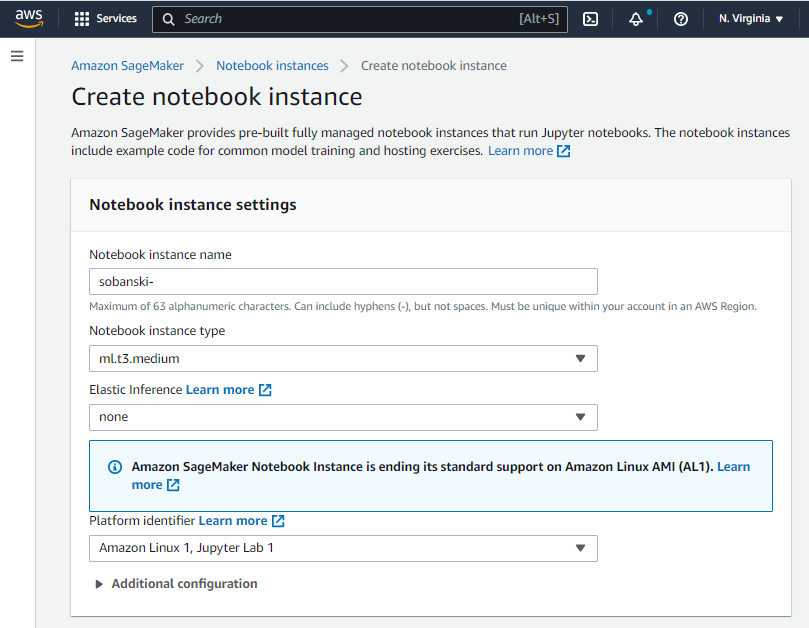 aws
Services
Search
[Alt+S]
N. Virginia
Amazon SageMaker
Notebook instances
Create notebook instance
Create notebook instance
Amazon SageMaker provides pre-built fully managed notebook instances that run Jupyter notebooks. The notebook instances
include example code for common model training and hosting exercises. Learn more
Notebook instance settings
Notebook instance name
sobanski-
Maximum of 63 alphanumeric characters. Can include hyphens (-), but not spaces. Must be unique within your account in an AWS Region.
Notebook instance type
ml.t3.medium
Elastic Inference Learn more
none
Amazon SageMaker Notebook Instance is ending its standard support on Amazon Linux AMI (AL1). Learn
more
Platform identifier Learn more
Amazon Linux 1, Jupyter Lab 1
Additional configuration